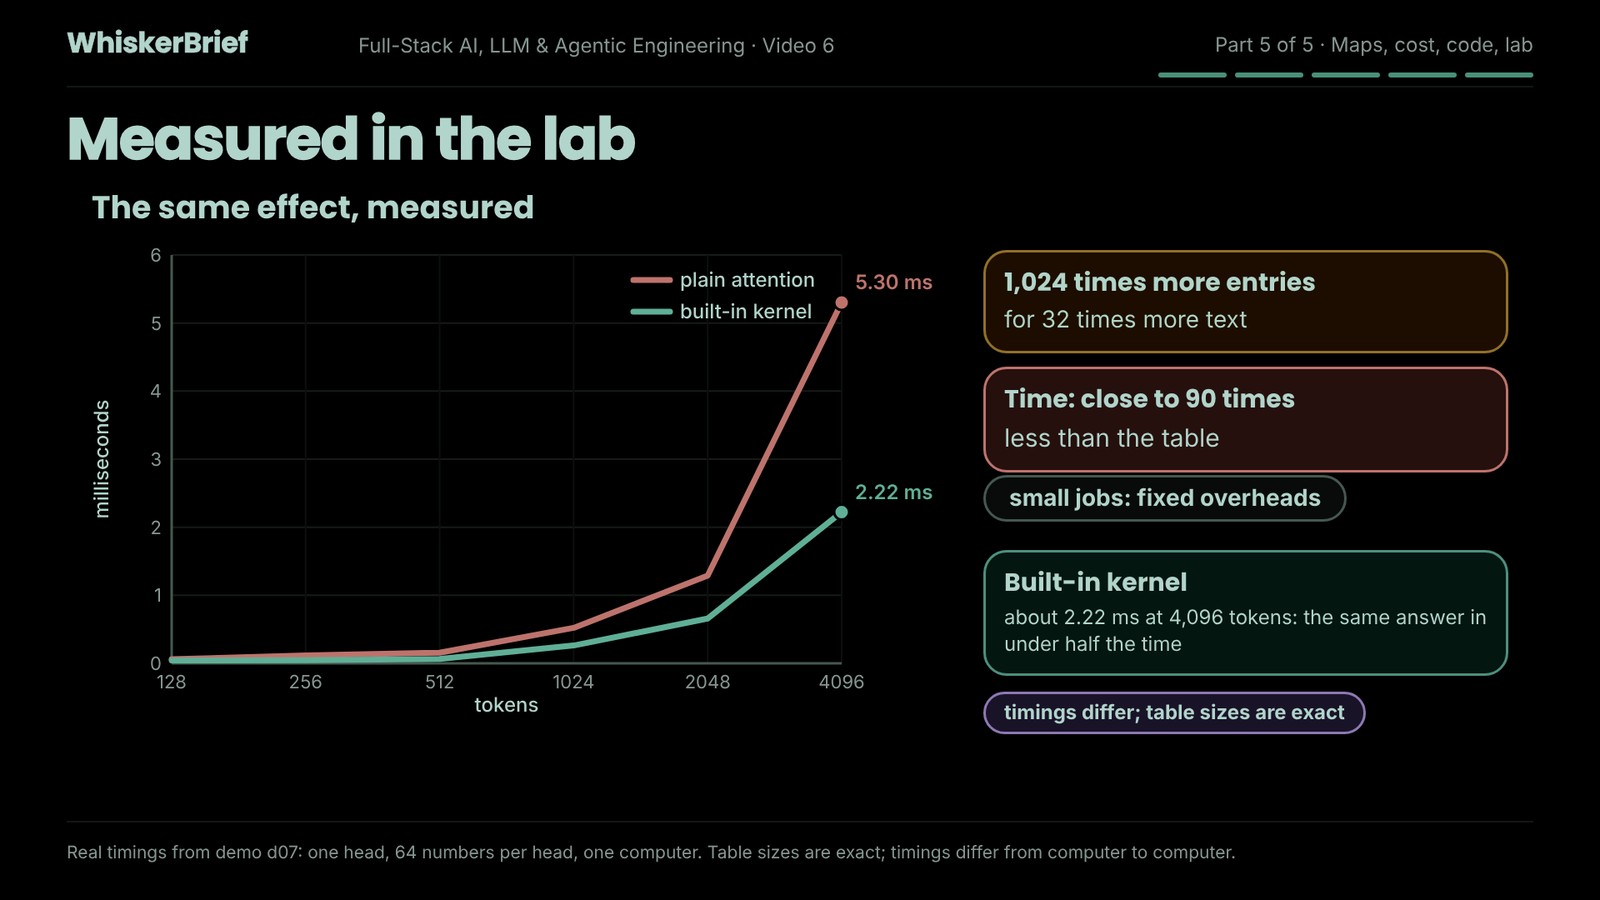 WhiskerBrief
Full-Stack AI, LLM & Agentic Engineering · Video 6
Part 5 of 5 · Maps, cost, code, lab
Measured in the lab
The same effect, measured
6
5
4
3
2
1
0
milliseconds
plain attention
built-in kernel
5.30 ms
2.22 ms
128
256
512
1024
2048
4096
tokens
1,024 times more entries
for 32 times more text
Time: close to 90 times
less than the table
small jobs: fixed overheads
Built-in kernel
about 2.22 ms at 4,096 tokens: the same answer in
under half the time
timings differ; table sizes are exact
Real timings from demo d07: one head, 64 numbers per head, one computer. Table sizes are exact; timings differ from computer to computer.